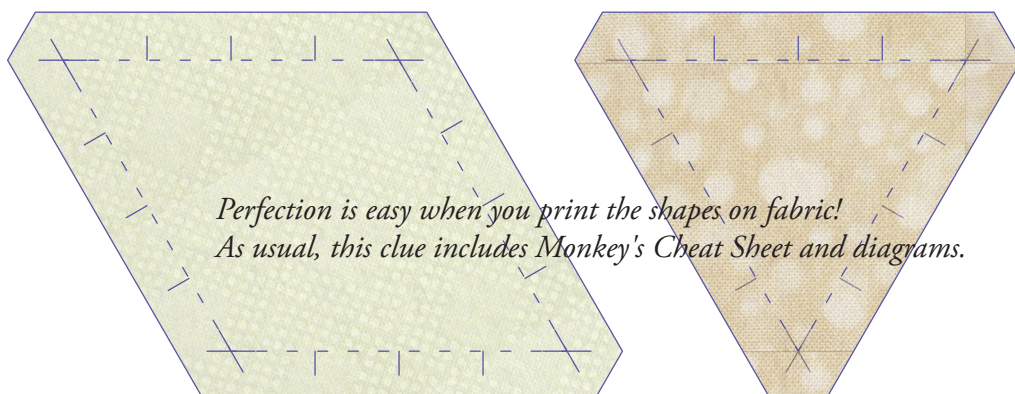 Perfection is easy when you print the shapes on fabric!
As usual, this clue includes Monkey's Cheat Sheet and diagrams.